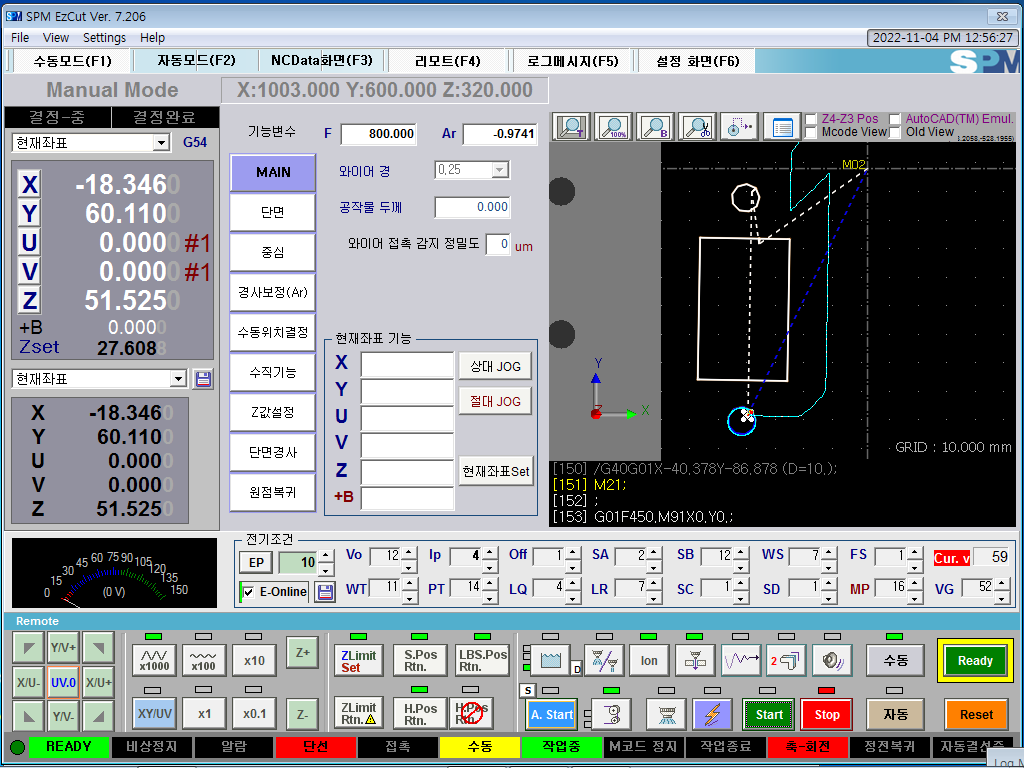 SPM EzCut Ver. 7.206
File View Settings Help
2022-11-04 PM 12:56:27
수동모드(F1) 자동모드(F2) NCData화면(F3) 리모트(F4) 로그메시지(F5) 설정 화면(F6)
SPM
Manual Mode
X:1003.000 Y:600.000 Z:320.000
결정-중 결정완료
현재좌표 G54
X -18.3460
Y 60.1100
U 0.0000 #1
V 0.0000 #1
Z 51.5250
+B 0.0000
Zset 27.6088
현재좌표
X -18.3460
Y 60.1100
U 0.0000
V 0.0000
Z 51.5250
기능변수 F 800.000 Ar -0.9741
MAIN
단면
중심
경사보정(Ar)
수동위치결정
수직기능
Z값설정
단면경사
원점복귀
와이어 경 0,25
공작물 두께 0.000
와이어 접촉 감지 정밀도 0 um
현재좌표 기능
X
Y
U
V
Z
+B
상대 JOG
절대 JOG
현재좌표Set
T 100% B
Z4-Z3 Pos AutoCAD(TM) Emul.
Mcode View Old View
M02
Y
Z X
GRID : 10.000 mm
[150] /G40G01X-40,378Y-86,878 (D=10,);
[151] M21;
[152] ;
[153] G01F450,M91X0,Y0,;
0 15 30 45 60 75 90 105 120 135 150
(0 V)
전기조건
EP 10
E-Online
Vo 12 Ip 4 Off 1 SA 2 SB 12 WS 7 FS 1 Cur. v 59
WT 11 PT 14 LQ 4 LR 7 SC 1 SD 1 MP 16 VG 52
Remote
Y/V+
X/U- UV.0 X/U+
Y/V-
x1000 x100 x10 Z+
XY/UV x1 x0.1 Z-
ZLimit Set S.Pos Rtn. LBS.Pos Rtn.
ZLimit Rtn. H.Pos Rtn.
D Ion 2 수동 Ready
S A. Start Start Stop 자동 Reset
READY 비상정지 알람 단선 접촉 수동 작업중 M코드 정지 작업종료 축-회전 정전복귀